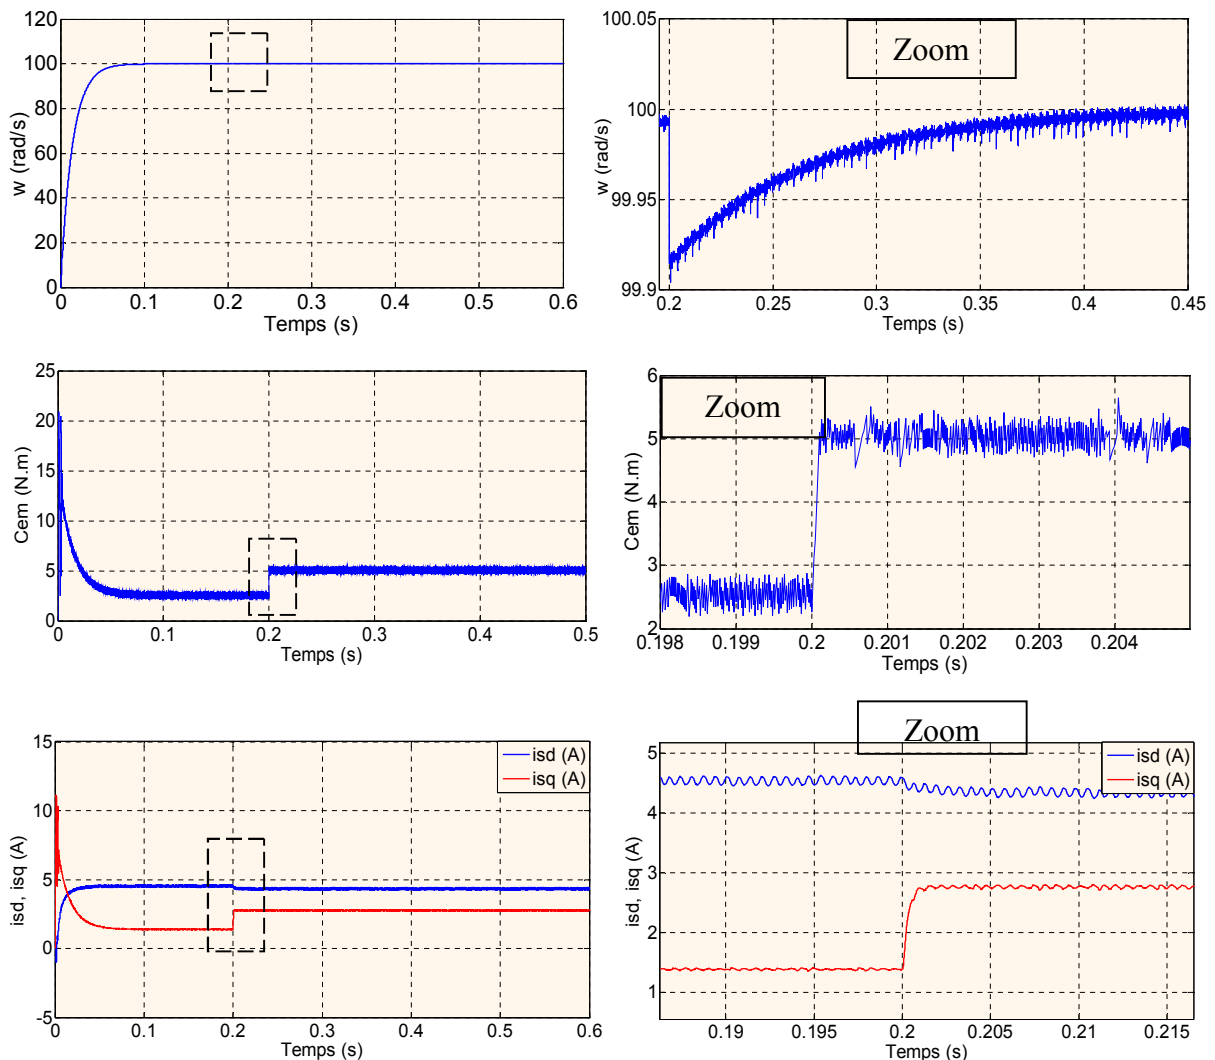 120
100
80
60
40
20
0
w (rad/s)
0 0.1 0.2 0.3 0.4 0.5 0.6
Temps (s)
Zoom
100.05
100
99.95
99.9
w (rad/s)
0.2 0.25 0.3 0.35 0.4 0.45
Temps (s)
25
20
15
10
5
0
Cem (N.m)
0 0.1 0.2 0.3 0.4 0.5
Temps (s)
Zoom
6
5
4
3
2
Cem (N.m)
0.198 0.199 0.2 0.201 0.202 0.203 0.204
Temps (s)
15
10
5
0
-5
isd, isq (A)
isd (A)
isq (A)
0 0.1 0.2 0.3 0.4 0.5 0.6
Temps (s)
Zoom
5
4
3
2
1
isd, isq (A)
isd (A)
isq (A)
0.19 0.195 0.2 0.205 0.21 0.215
Temps (s)